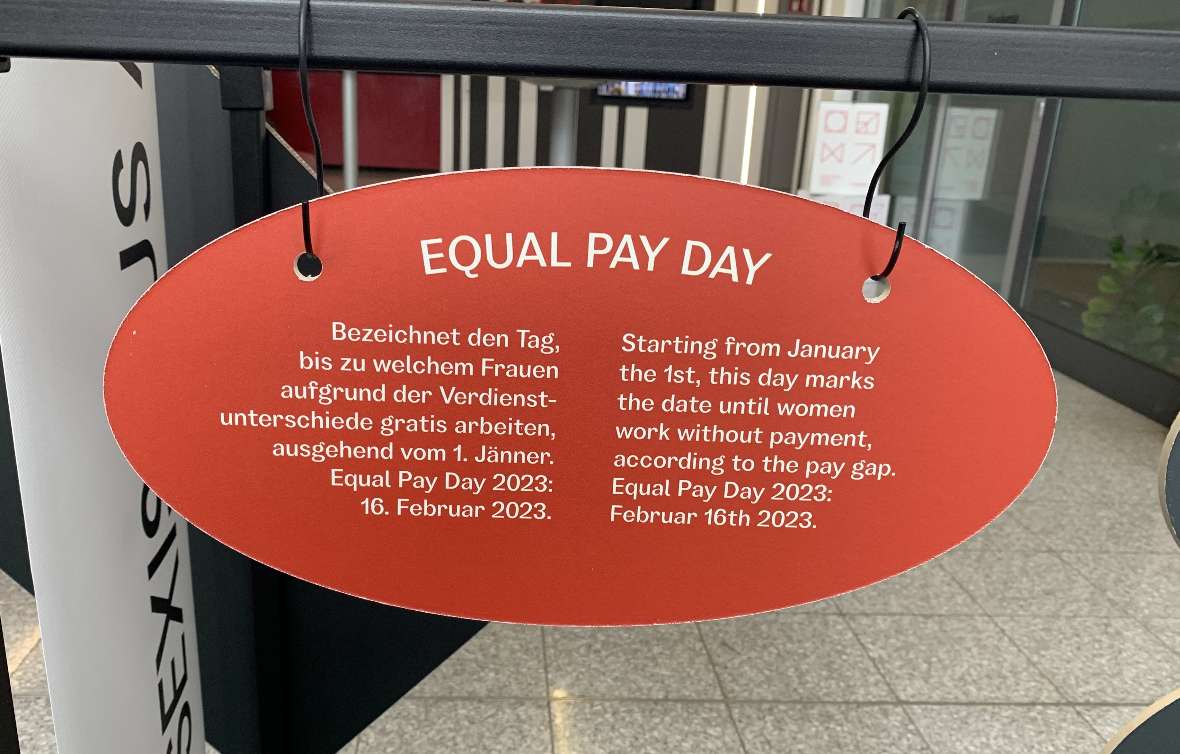 EQUAL PAY DAY
Bezeichnet den Tag,
bis zu welchem Frauen
aufgrund der Verdienst-
unterschiede gratis arbeiten,
ausgehend vom 1. Jänner.
Equal Pay Day 2023:
16. Februar 2023.
Starting from January
the 1st, this day marks
the date until women
work without payment,
according to the pay gap.
Equal Pay Day 2023:
Februar 16th 2023.